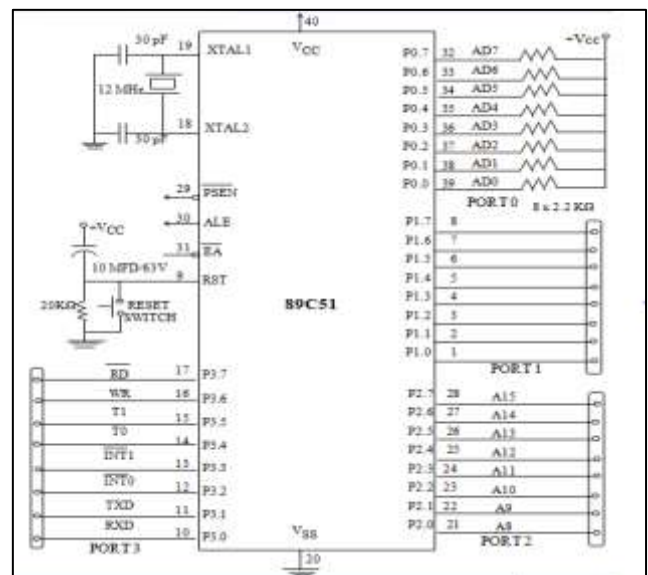 40
30 pF
19
XTAL1
VCC
12 MHz
18
XTAL2
30 pF
29
PSEN
30
ALE
31
EA
+VCC
10 MFD-63V
9
RST
20KΩ
RESET
SWITCH
89C51
P0.7 32 AD7
P0.6 33 AD6
P0.5 34 AD5
P0.4 35 AD4
P0.3 36 AD3
P0.2 37 AD2
P0.1 38 AD1
P0.0 39 AD0
+Vcc
PORT 0
8 x 2.2 KΩ
P1.7 8
P1.6 7
P1.5 6
P1.4 5
P1.3 4
P1.2 3
P1.1 2
P1.0 1
PORT 1
RD 17 P3.7
WR 16 P3.6
T1 15 P3.5
T0 14 P3.4
INT1 13 P3.3
INT0 12 P3.2
TXD 11 P3.1
RXD 10 P3.0
PORT 3
P2.7 28 A15
P2.6 27 A14
P2.5 26 A13
P2.4 25 A12
P2.3 24 A11
P2.2 23 A10
P2.1 22 A9
P2.0 21 A8
PORT 2
VSS
20